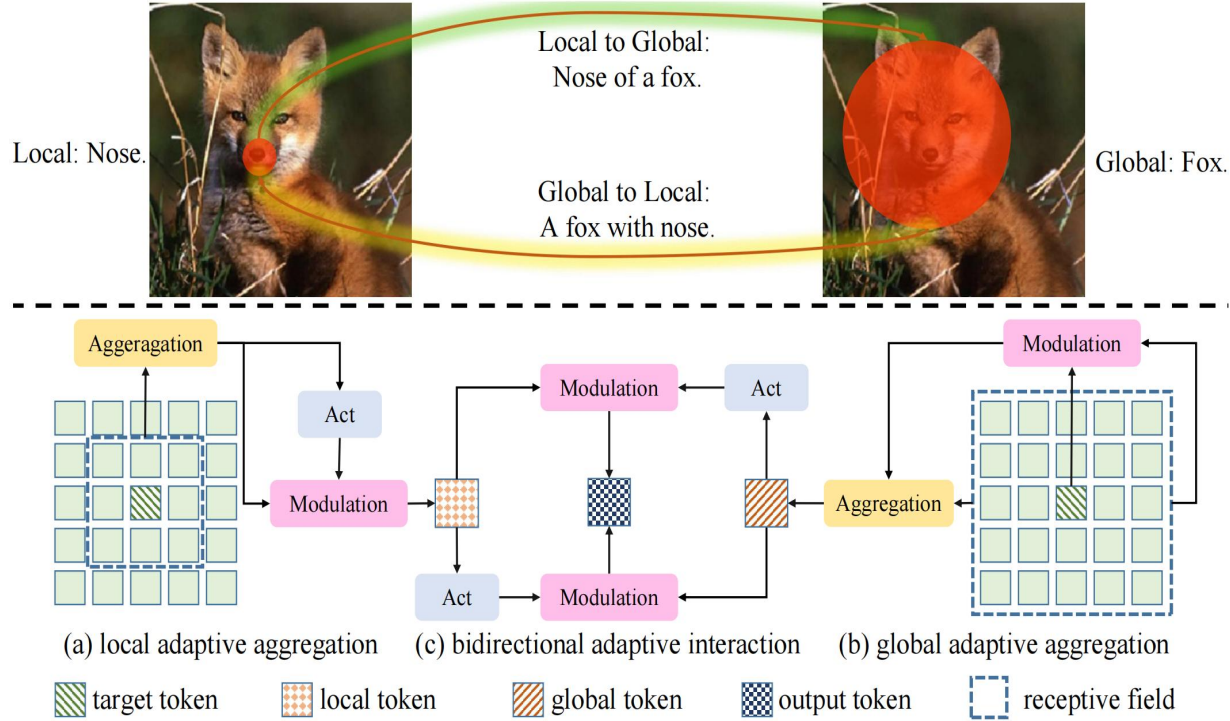 Local to Global:
Nose of a fox.
Local: Nose.
Global: Fox.
Global to Local:
A fox with nose.
Aggeragation
Act
Modulation
Modulation
Act
Act
Modulation
Modulation
Aggregation
(a) local adaptive aggregation
(c) bidirectional adaptive interaction
(b) global adaptive aggregation
target token
local token
global token
output token
receptive field